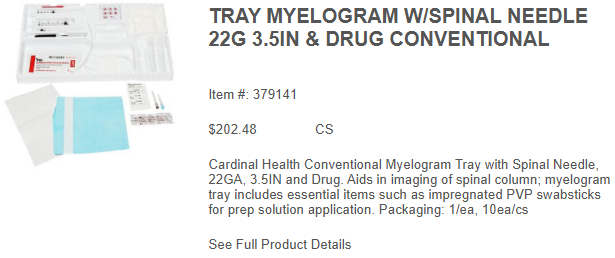 TRAY MYELOGRAM W/SPINAL NEEDLE
22G 3.5IN & DRUG CONVENTIONAL
Item #: 379141
$202.48 CS
Cardinal Health Conventional Myelogram Tray with Spinal Needle,
22GA, 3.5IN and Drug. Aids in imaging of spinal column; myelogram
tray includes essential items such as impregnated PVP swabsticks
for prep solution application. Packaging: 1/ea, 10ea/cs
See Full Product Details